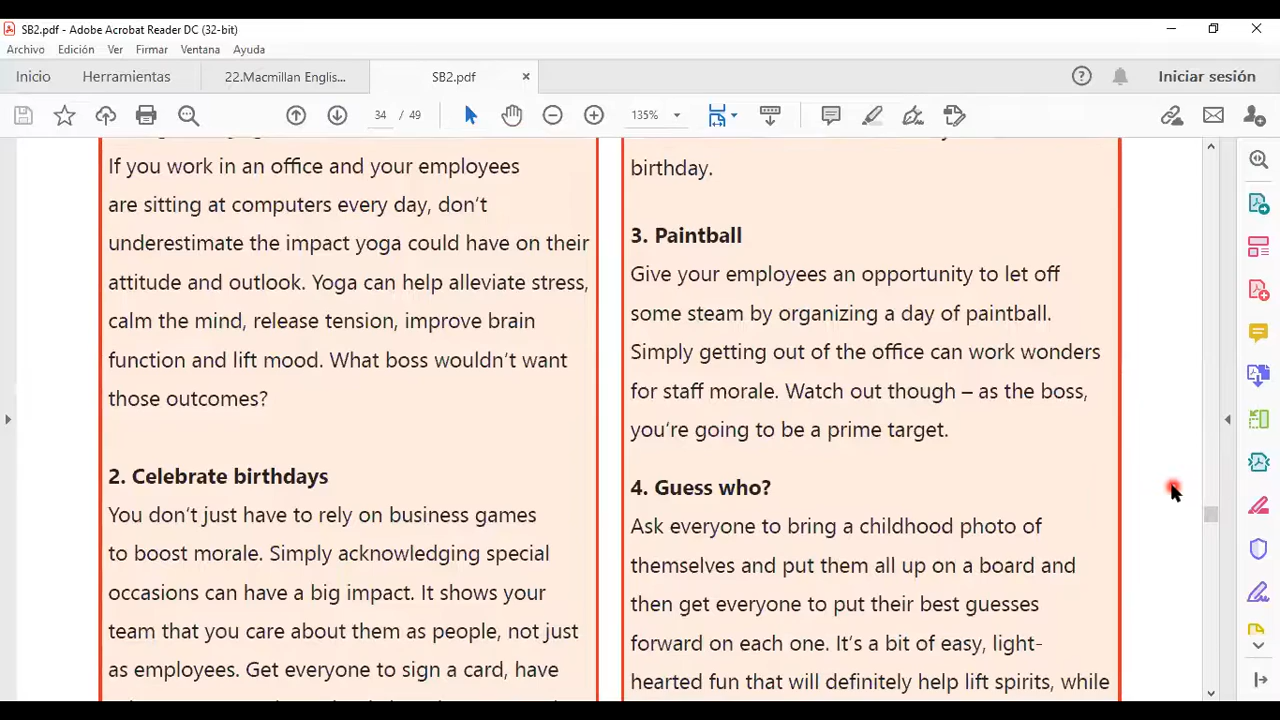 SB2.pdf - Adobe Acrobat Reader DC (32-bit)
Archivo Edición Ver Firmar Ventana Ayuda
Inicio Herramientas 22.Macmillan Englis... SB2.pdf × Iniciar sesión
34 / 49 135%
If you work in an office and your employees
are sitting at computers every day, don't
underestimate the impact yoga could have on their
attitude and outlook. Yoga can help alleviate stress,
calm the mind, release tension, improve brain
function and lift mood. What boss wouldn't want
those outcomes?
2. Celebrate birthdays
You don't just have to rely on business games
to boost morale. Simply acknowledging special
occasions can have a big impact. It shows your
team that you care about them as people, not just
as employees. Get everyone to sign a card, have
birthday.
3. Paintball
Give your employees an opportunity to let off
some steam by organizing a day of paintball.
Simply getting out of the office can work wonders
for staff morale. Watch out though – as the boss,
you're going to be a prime target.
4. Guess who?
Ask everyone to bring a childhood photo of
themselves and put them all up on a board and
then get everyone to put their best guesses
forward on each one. It's a bit of easy, light-
hearted fun that will definitely help lift spirits, while